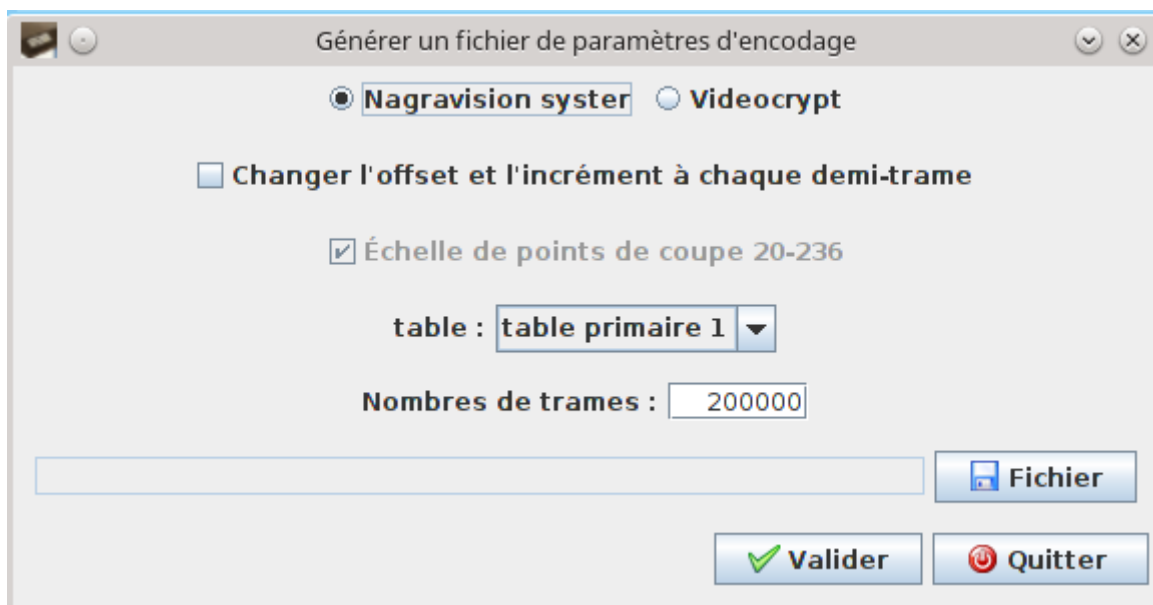 Générer un fichier de paramètres d'encodage
Nagravision syster Videocrypt
Changer l'offset et l'incrément à chaque demi-trame
Échelle de points de coupe 20-236
table : table primaire 1
Nombres de trames : 200000
Fichier
Valider Quitter